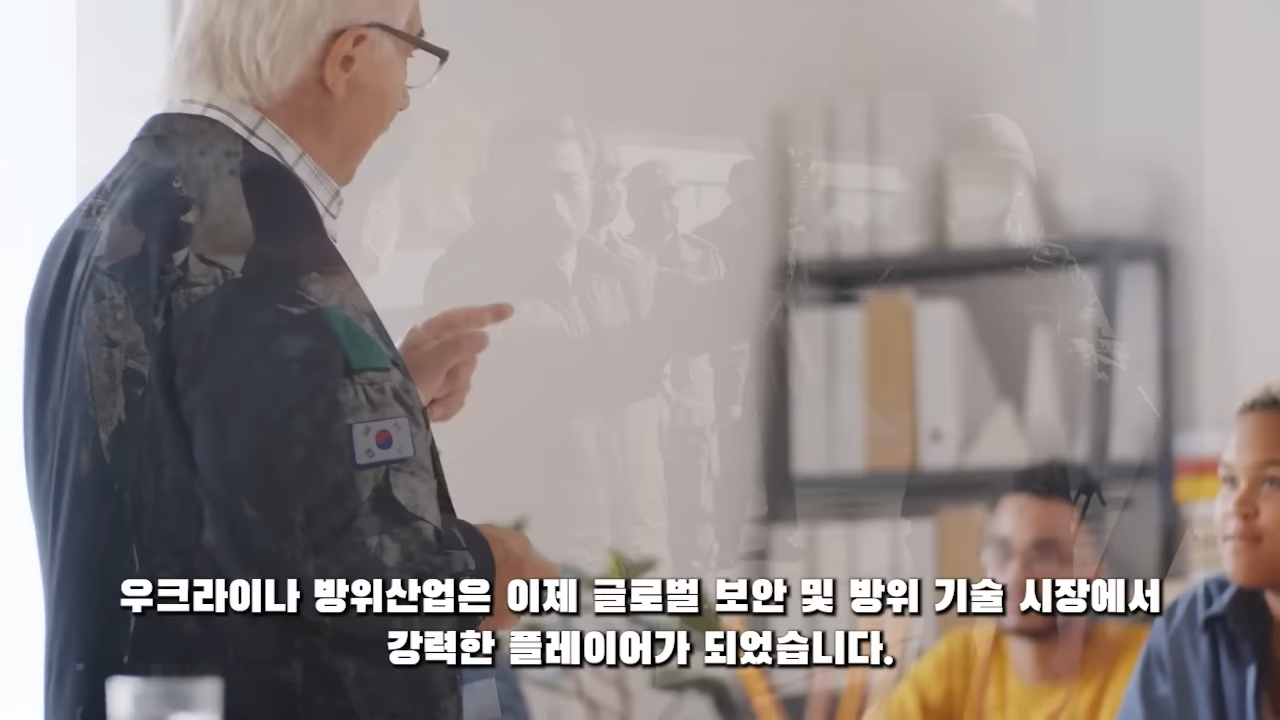 우크라이나 방위산업은 이제 글로벌 보안 및 방위 기술 시장에서
강력한 플레이어가 되었습니다.